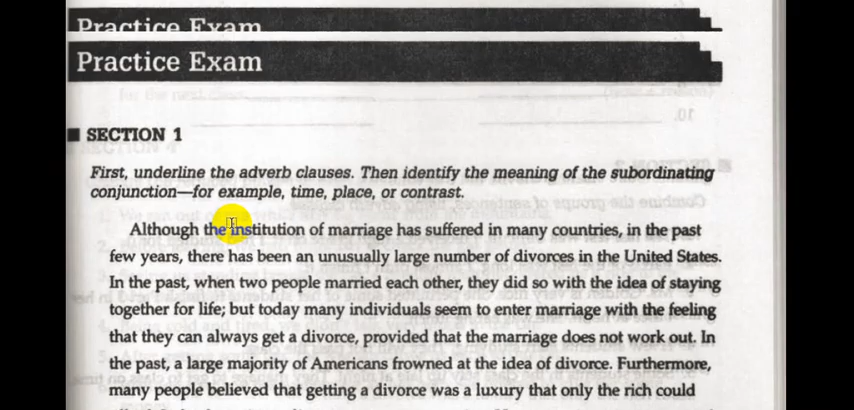 Practice Exam
Practice Exam
■ SECTION 1
First, underline the adverb clauses. Then identify the meaning of the subordinating
conjunction—for example, time, place, or contrast.
Although the institution of marriage has suffered in many countries, in the past
few years, there has been an unusually large number of divorces in the United States.
In the past, when two people married each other, they did so with the idea of staying
together for life; but today many individuals seem to enter marriage with the feeling
that they can always get a divorce, provided that the marriage does not work out. In
the past, a large majority of Americans frowned at the idea of divorce. Furthermore,
many people believed that getting a divorce was a luxury that only the rich could